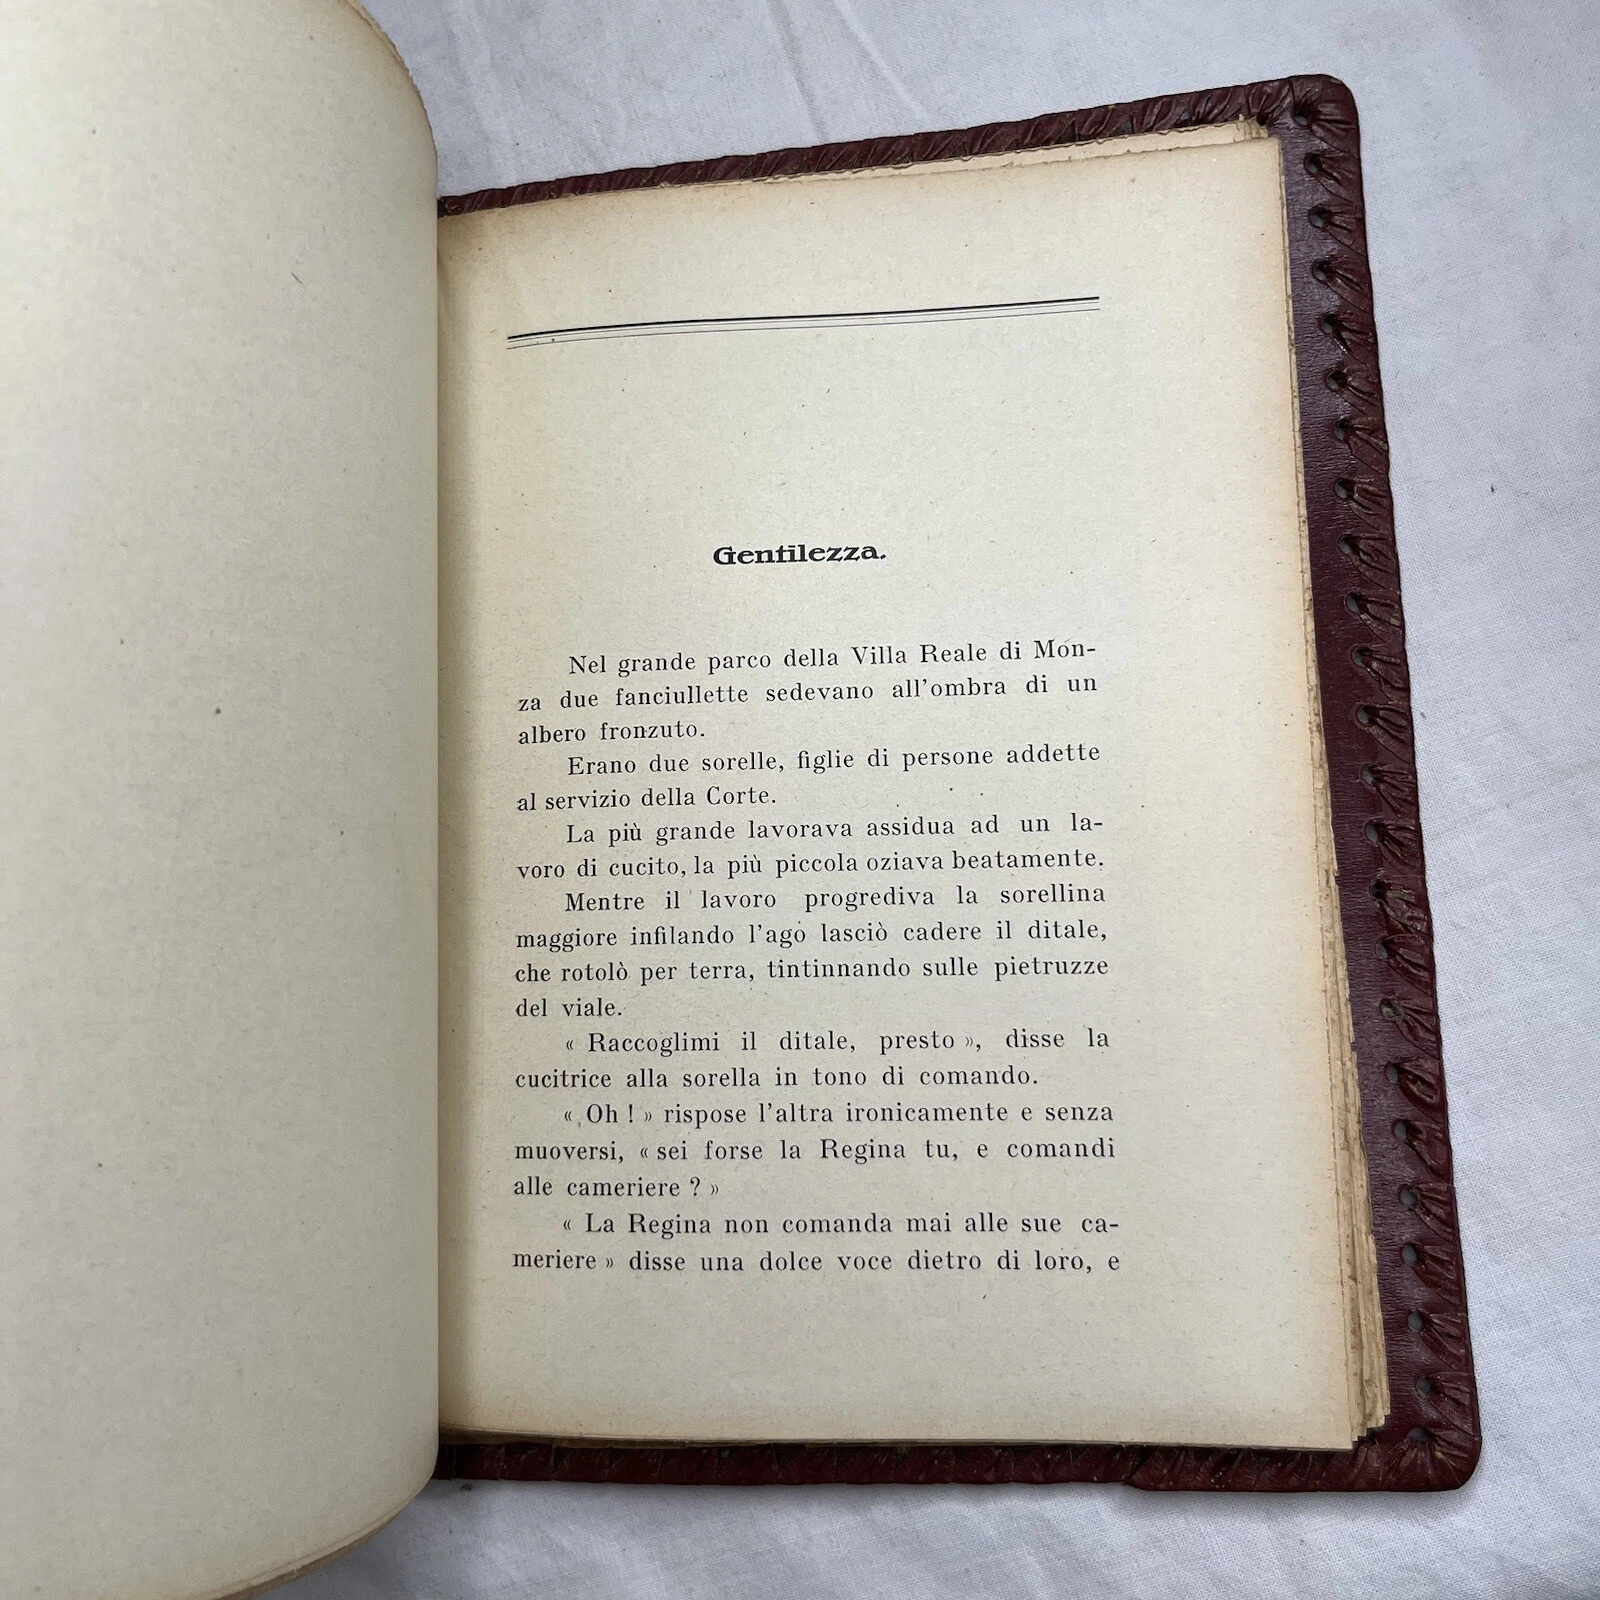 Gentilezza.
Nel grande parco della Villa Reale di Mon-
za due fanciullette sedevano all'ombra di un
albero fronzuto.
Erano due sorelle, figlie di persone addette
al servizio della Corte.
La più grande lavorava assidua ad un la-
voro di cucito, la più piccola oziava beatamente.
Mentre il lavoro progrediva la sorellina
maggiore infilando l'ago lasciò cadere il ditale,
che rotolò per terra, tintinnando sulle pietruzze
del viale.
« Raccoglimi il ditale, presto », disse la
cucitrice alla sorella in tono di comando.
« Oh ! » rispose l'altra ironicamente e senza
muoversi, « sei forse la Regina tu, e comandi
alle cameriere ? »
« La Regina non comanda mai alle sue ca-
meriere » disse una dolce voce dietro di loro, e